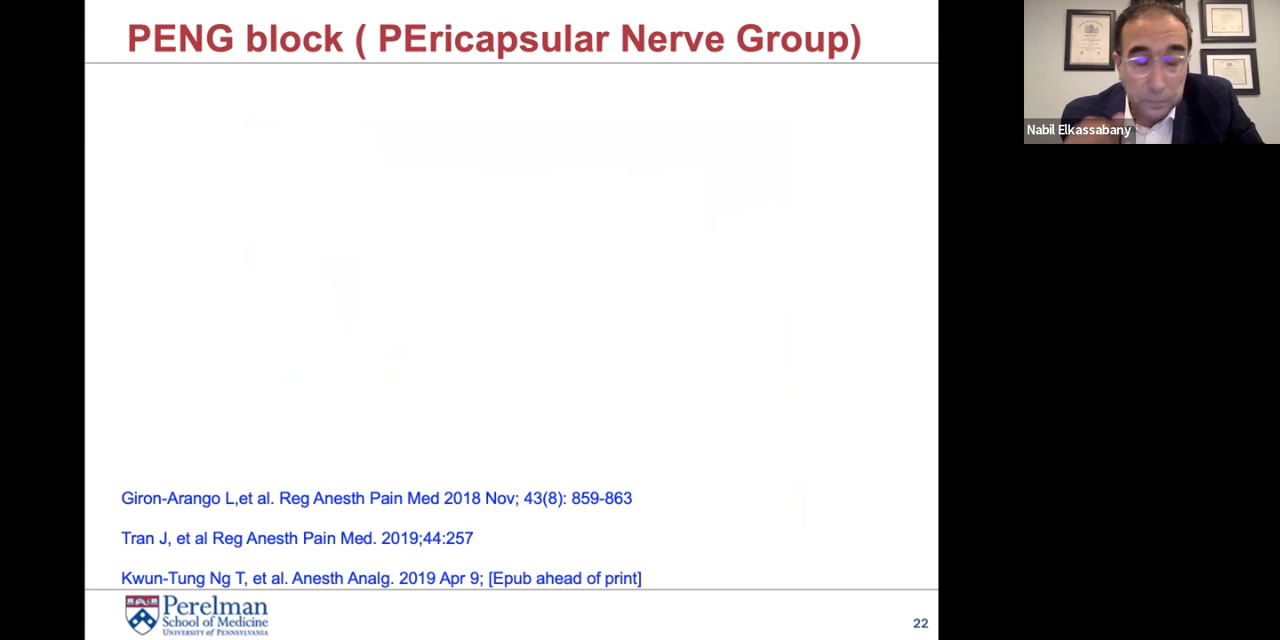 PENG block ( PEricapsular Nerve Group)
Nabil Elkassabany
Giron-Arango L,et al. Reg Anesth Pain Med 2018 Nov; 43(8): 859-863
Tran J, et al Reg Anesth Pain Med. 2019;44:257
Kwun-Tung Ng T, et al. Anesth Analg. 2019 Apr 9; [Epub ahead of print]
Perelman
School of Medicine
UNIVERSITY of PENNSYLVANIA
22